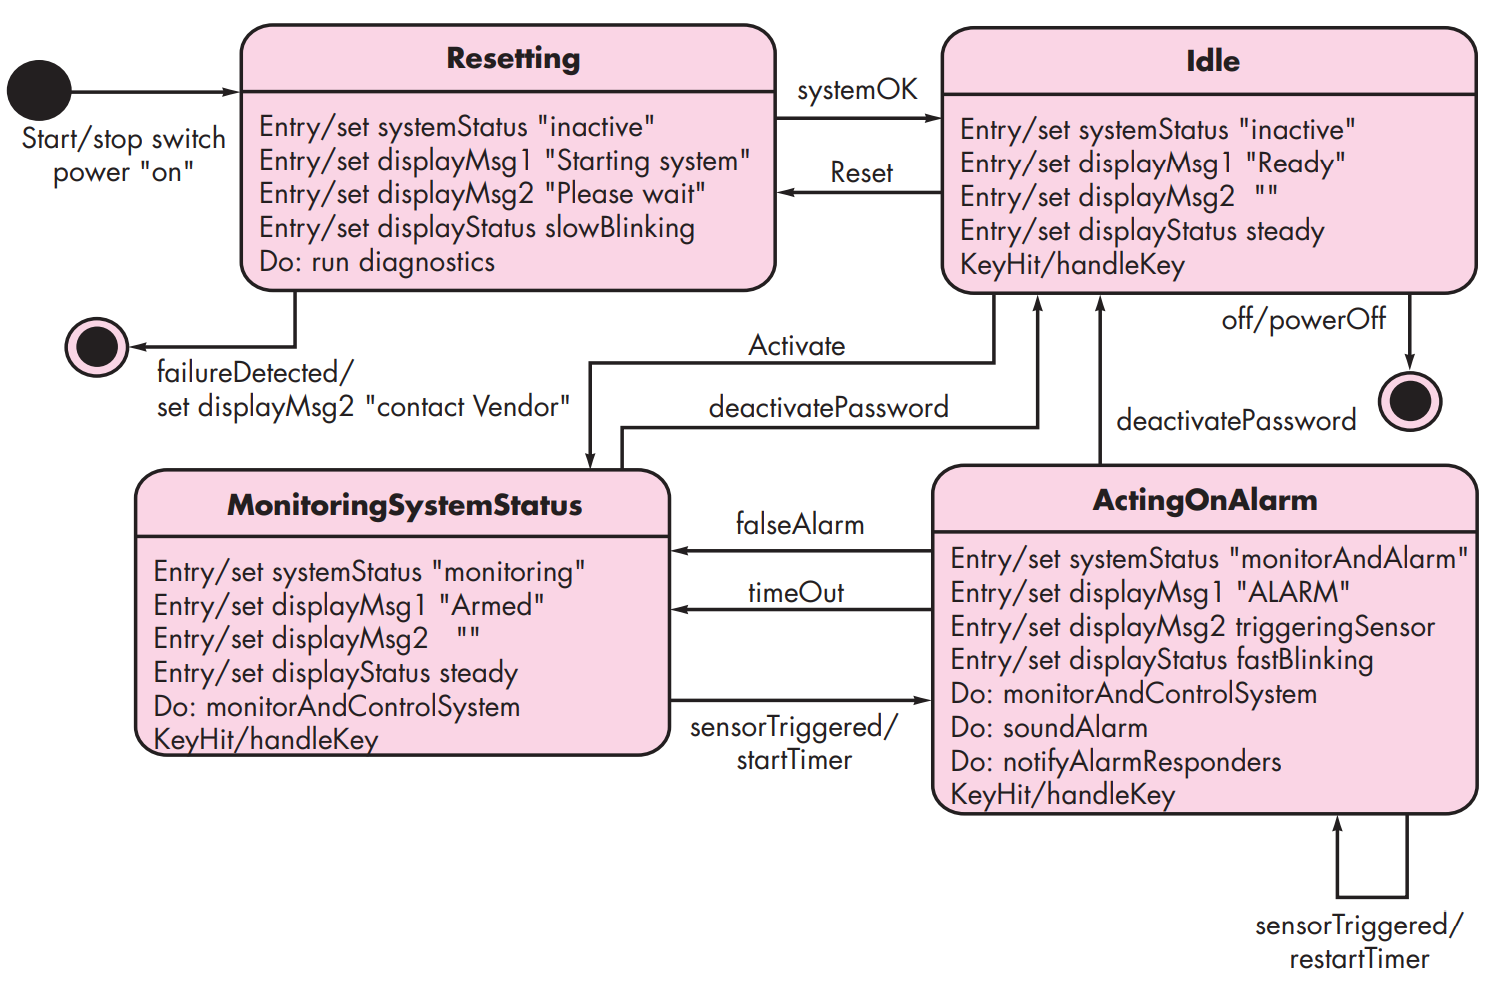 Resetting
Entry/set systemStatus "inactive"
Entry/set displayMsg1 "Starting system"
Entry/set displayMsg2 "Please wait"
Entry/set displayStatus slowBlinking
Do: run diagnostics
Start/stop switch
power "on"
systemOK
Reset
Idle
Entry/set systemStatus "inactive"
Entry/set displayMsg1 "Ready"
Entry/set displayMsg2 ""
Entry/set displayStatus steady
KeyHit/handleKey
failureDetected/
set displayMsg2 "contact Vendor"
Activate
deactivatePassword
off/powerOff
deactivatePassword
MonitoringSystemStatus
Entry/set systemStatus "monitoring"
Entry/set displayMsg1 "Armed"
Entry/set displayMsg2 ""
Entry/set displayStatus steady
Do: monitorAndControlSystem
KeyHit/handleKey
falseAlarm
timeOut
sensorTriggered/
startTimer
ActingOnAlarm
Entry/set systemStatus "monitorAndAlarm"
Entry/set displayMsg1 "ALARM"
Entry/set displayMsg2 triggeringSensor
Entry/set displayStatus fastBlinking
Do: monitorAndControlSystem
Do: soundAlarm
Do: notifyAlarmResponders
KeyHit/handleKey
sensorTriggered/
restartTimer